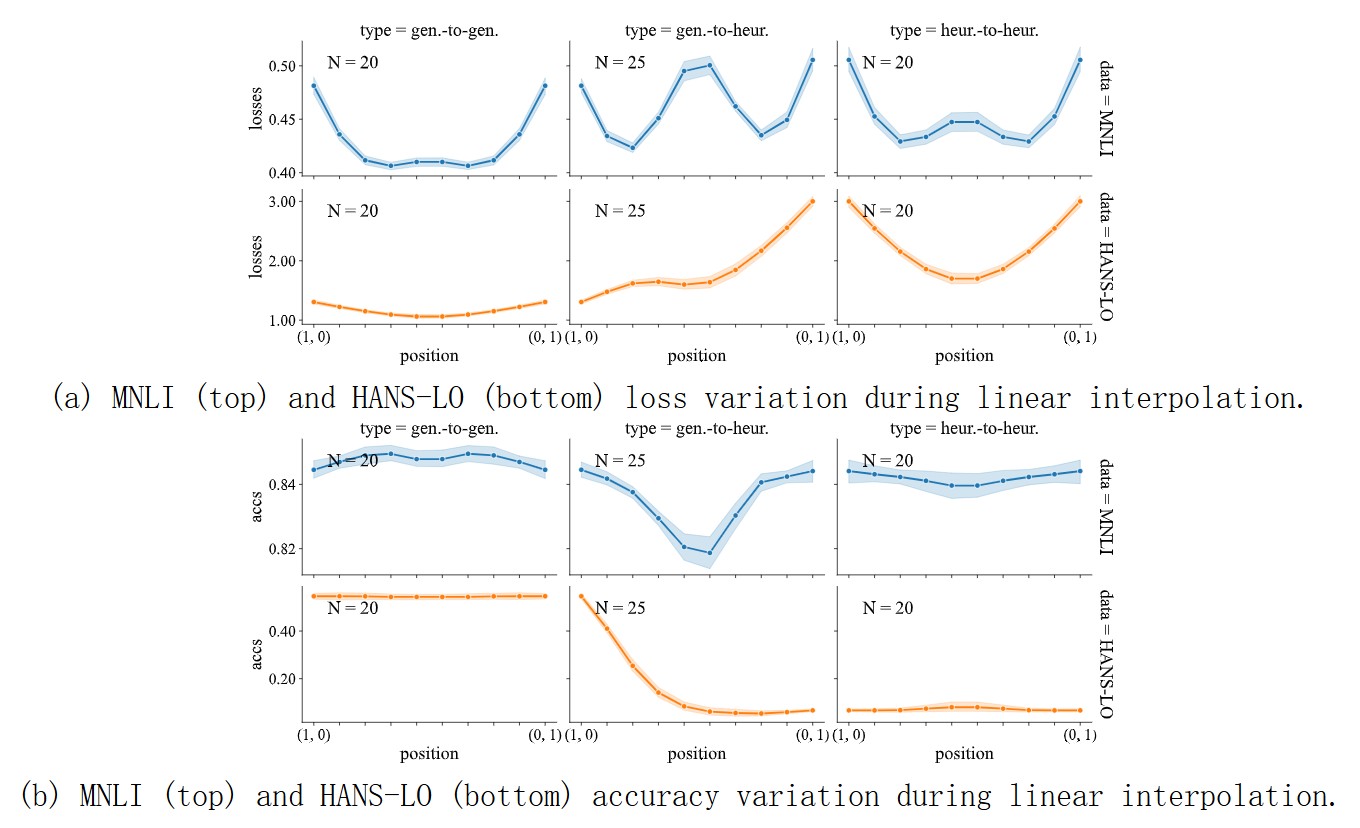 type = gen.-to-gen. type = gen.-to-heur. type = heur.-to-heur.
0.50 N = 20 N = 25 N = 20
losses
0.45
0.40
data = MNLI
3.00 N = 20 N = 25 N = 20
losses
2.00
1.00
data = HANS-LO
(1, 0) (0, 1) (1, 0) (0, 1) (1, 0) (0, 1)
position position position
(a) MNLI (top) and HANS-LO (bottom) loss variation during linear interpolation.
type = gen.-to-gen. type = gen.-to-heur. type = heur.-to-heur.
N = 20 N = 25 N = 20
0.84
accs
0.82
data = MNLI
N = 20 N = 25 N = 20
0.40
accs
0.20
data = HANS-LO
(1, 0) (0, 1) (1, 0) (0, 1) (1, 0) (0, 1)
position position position
(b) MNLI (top) and HANS-LO (bottom) accuracy variation during linear interpolation.